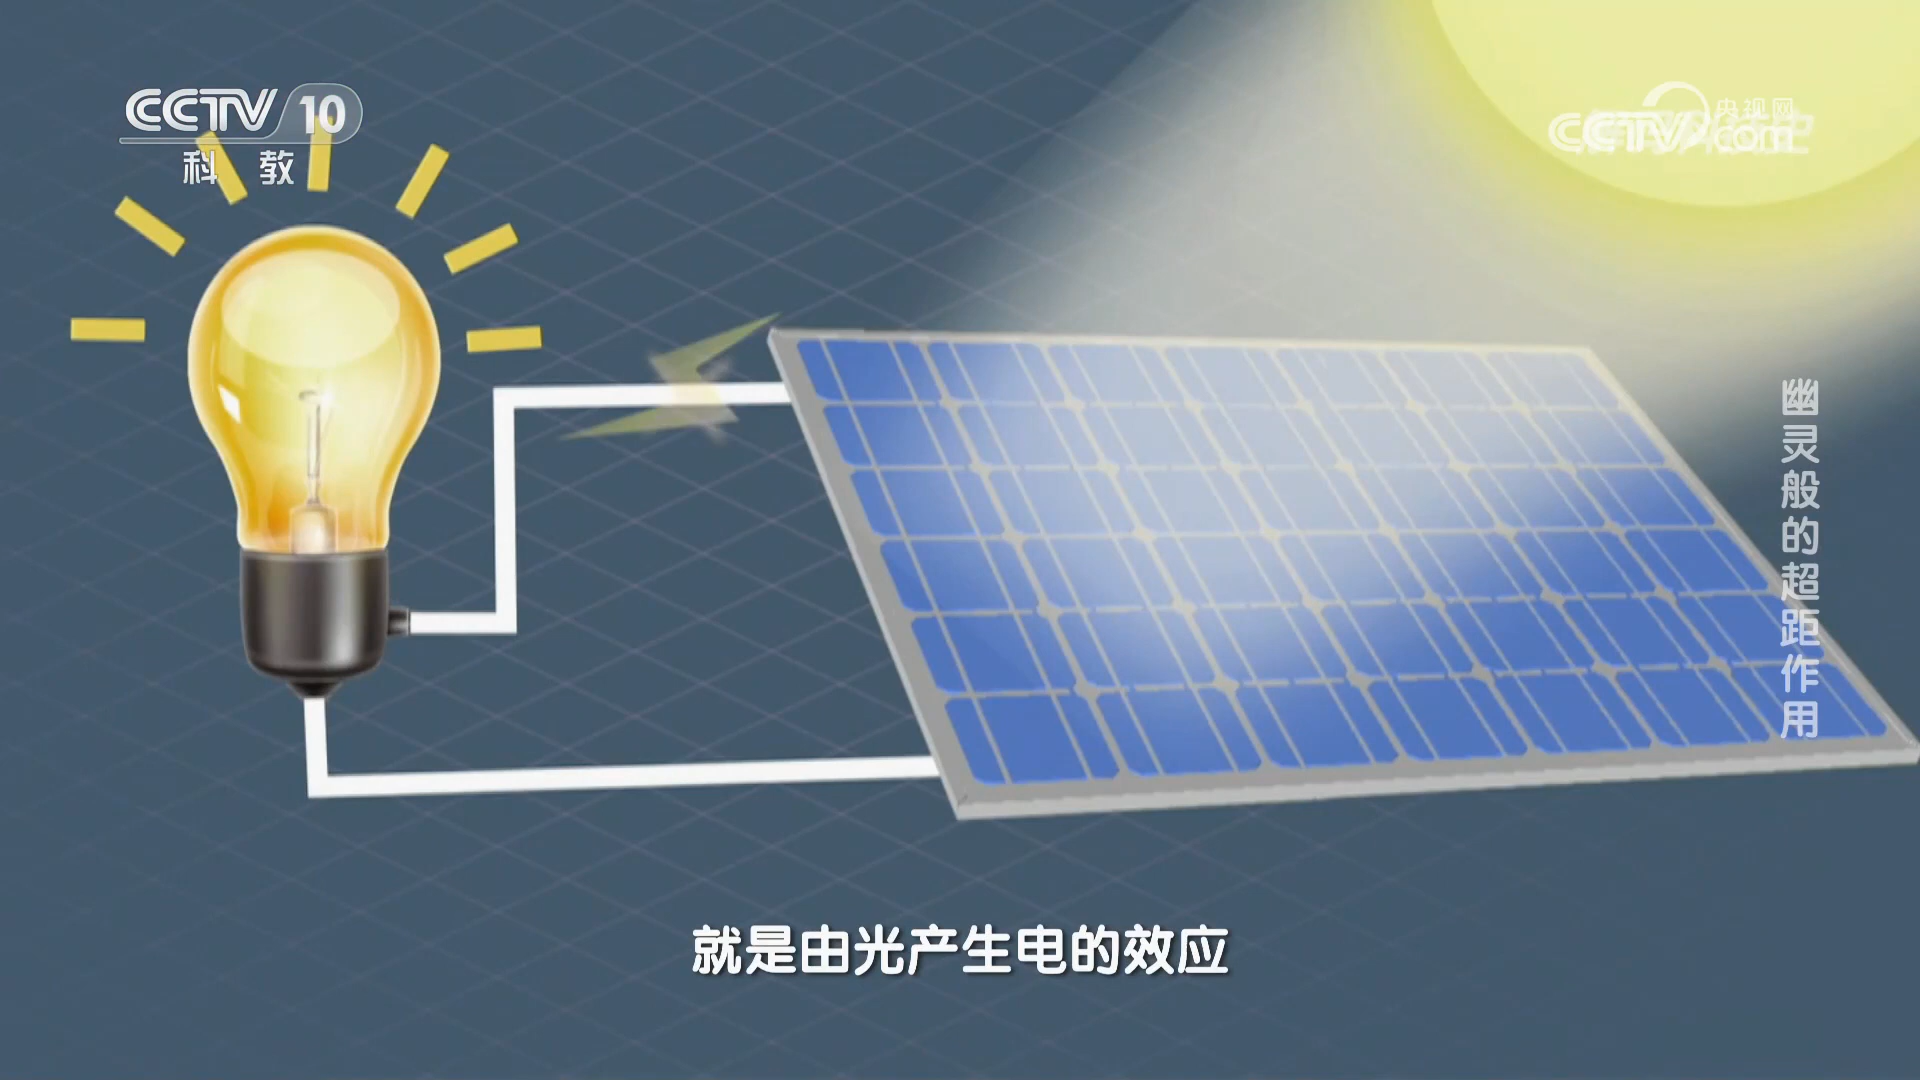 CCTV 10
科 教
央视网
CCTV.com
幽灵般的超距作用
就是由光产生电的效应